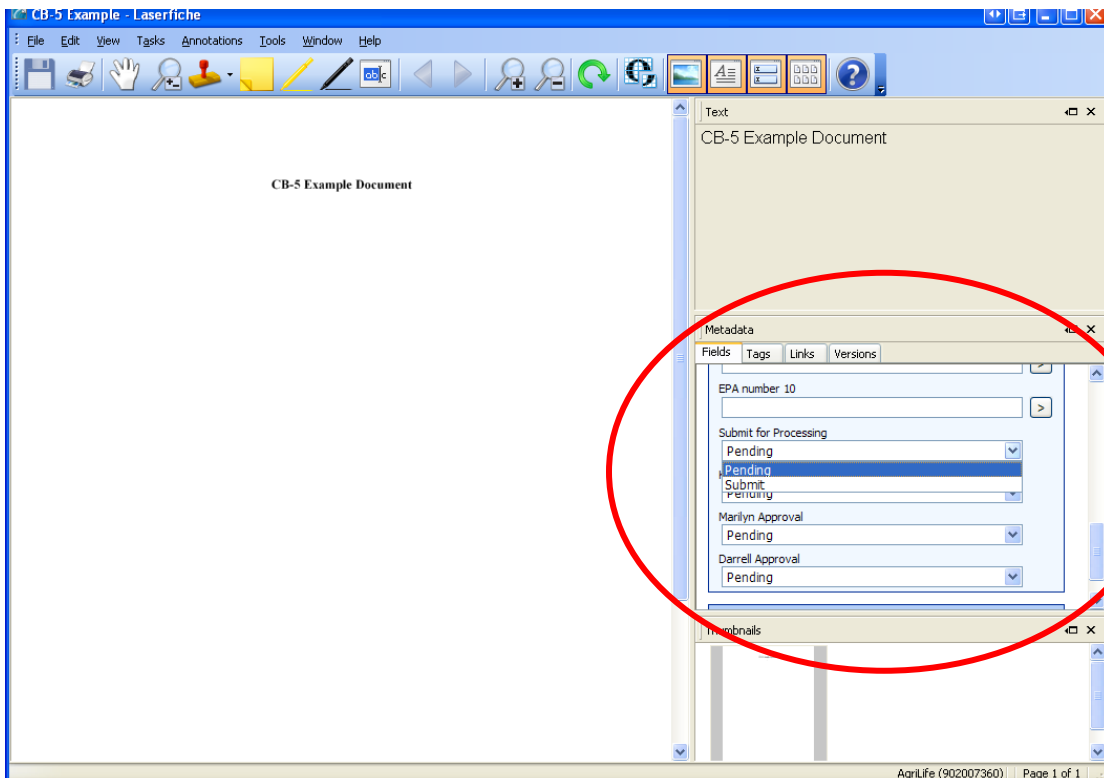 CB-5 Example - Laserfiche
File Edit View Tasks Annotations Tools Window Help
CB-5 Example Document
Text
CB-5 Example Document
Metadata
Fields Tags Links Versions
EPA number 10
>
Submit for Processing
Pending
Pending
Submit
Pending
Marilyn Approval
Pending
Darrell Approval
Pending
Thumbnails
AgriLife (902007360) Page 1 of 1